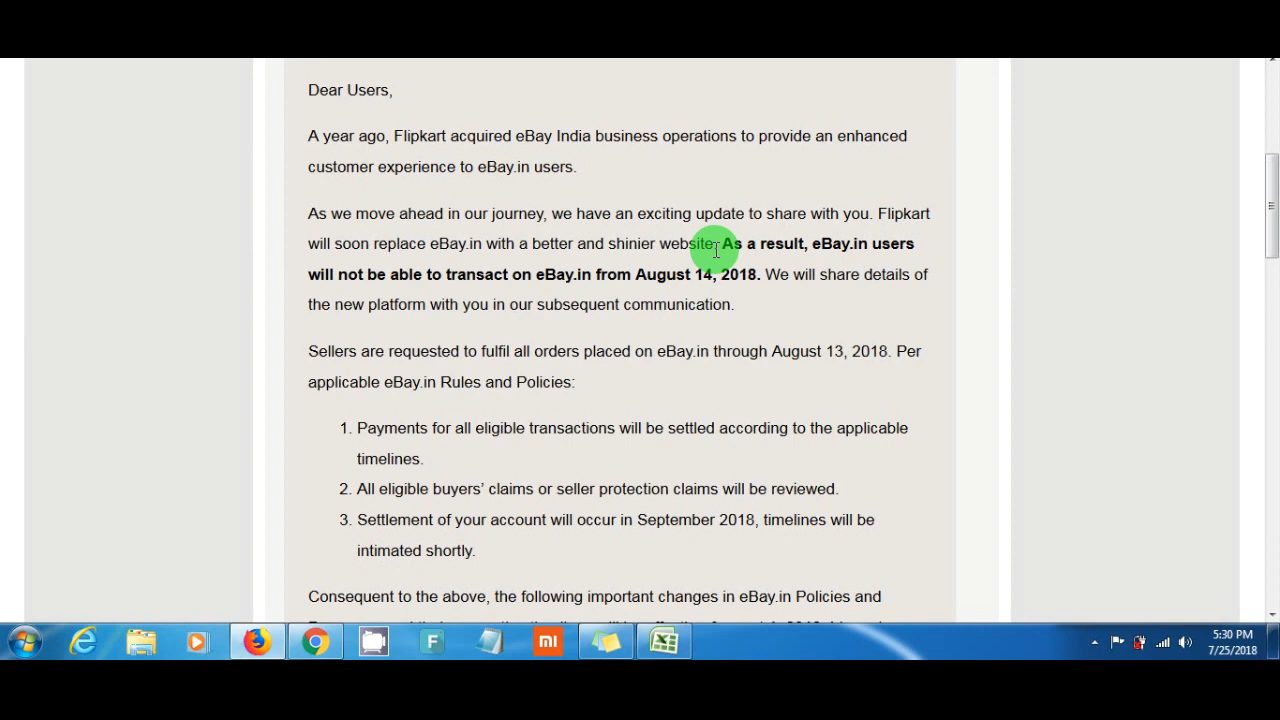 Dear Users,
A year ago, Flipkart acquired eBay India business operations to provide an enhanced
customer experience to eBay.in users.
As we move ahead in our journey, we have an exciting update to share with you. Flipkart
will soon replace eBay.in with a better and shinier website. As a result, eBay.in users
will not be able to transact on eBay.in from August 14, 2018. We will share details of
the new platform with you in our subsequent communication.
Sellers are requested to fulfil all orders placed on eBay.in through August 13, 2018. Per
applicable eBay.in Rules and Policies:
1. Payments for all eligible transactions will be settled according to the applicable
timelines.
2. All eligible buyers’ claims or seller protection claims will be reviewed.
3. Settlement of your account will occur in September 2018, timelines will be
intimated shortly.
Consequent to the above, the following important changes in eBay.in Policies and
F
mi
5:30 PM
7/25/2018